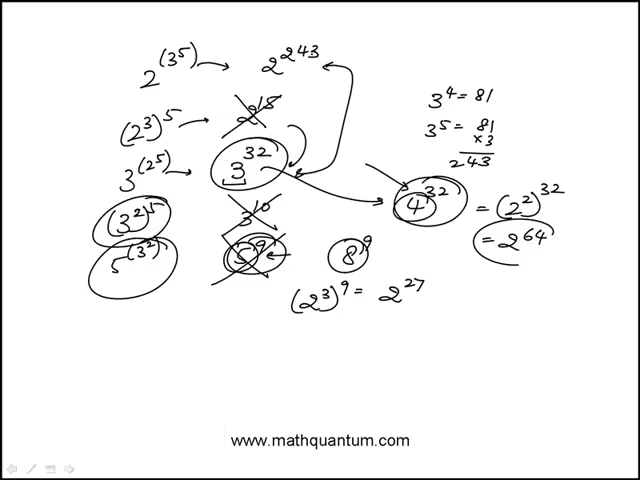 2^(3^5) → 2^243
(2^3)^5 → 2^15
3^(2^5) → 3^32
(3^2)^5 3^10
5^(3^2) 5^9 ← 8^9
(2^3)^9 = 2^27
3^4 = 81
3^5 = 81
x 3
243
4^32 = (2^2)^32
= 2^64
www.mathquantum.com